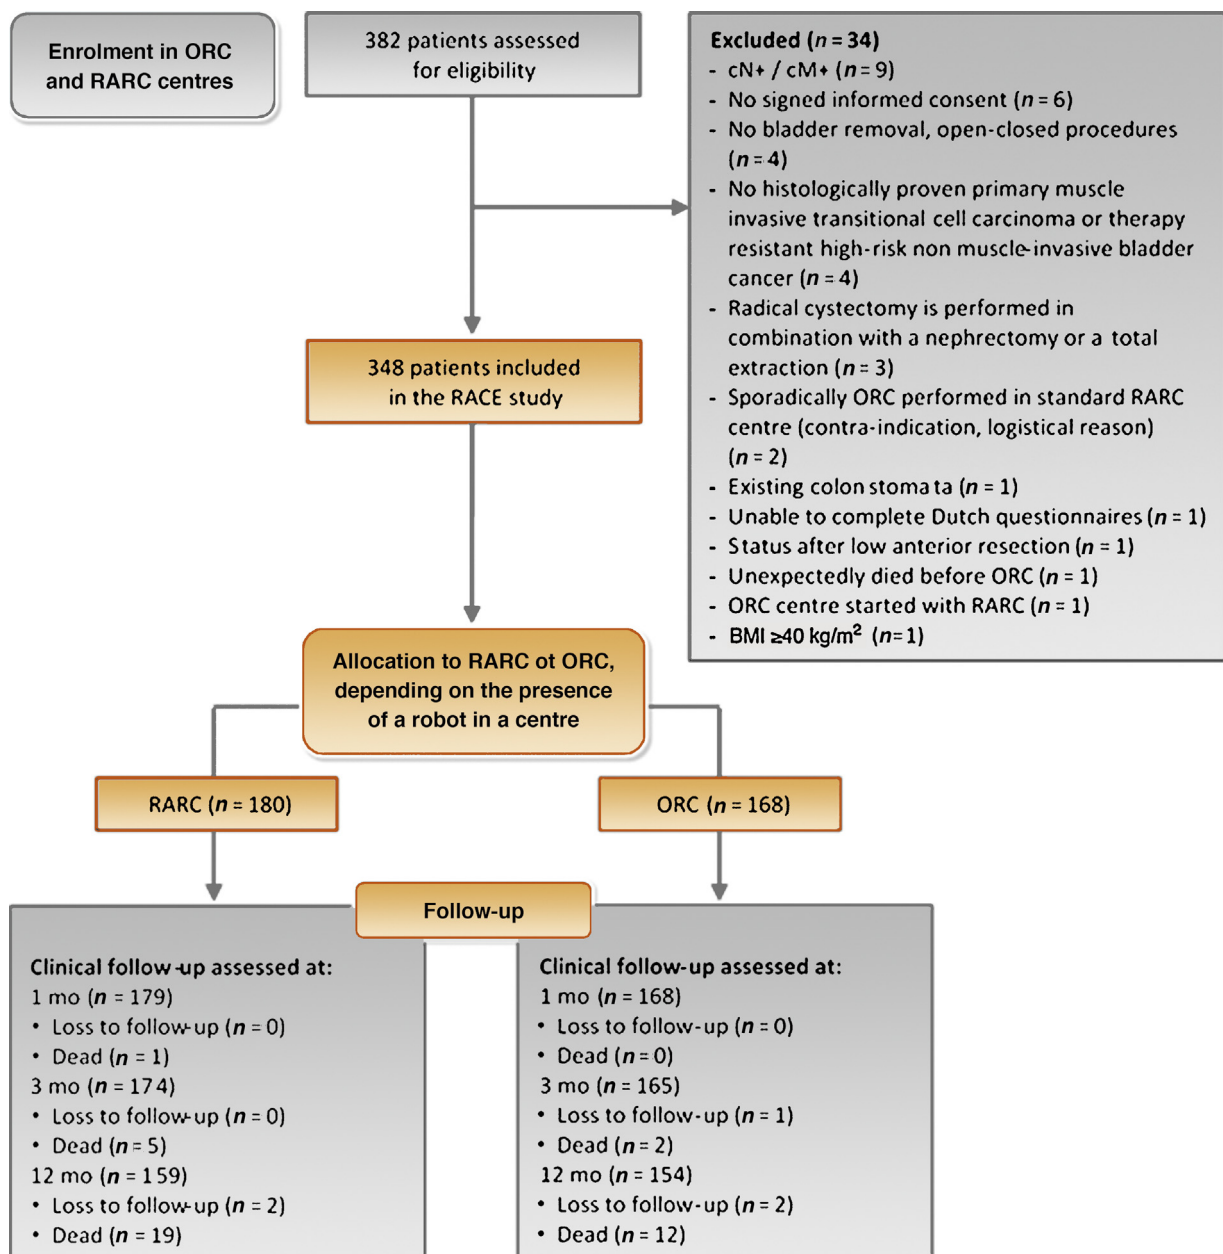 Enrolment in ORC
and RARC centres
382 patients assessed
for eligibility
Excluded (n = 34)
- cN+ / cM+ (n = 9)
- No signed informed consent (n = 6)
- No bladder removal, open-closed procedures
(n = 4)
- No histologically proven primary muscle
invasive transitional cell carcinoma or therapy
resistant high-risk non muscle-invasive bladder
cancer (n = 4)
- Radical cystectomy is performed in
combination with a nephrectomy or a total
extraction (n = 3)
- Sporadically ORC performed in standard RARC
centre (contra-indication, logistical reason)
(n = 2)
- Existing colon stomata (n = 1)
- Unable to complete Dutch questionnaires (n = 1)
- Status after low anterior resection (n = 1)
- Unexpectedly died before ORC (n = 1)
- ORC centre started with RARC (n = 1)
- BMI ≥40 kg/m² (n= 1)
348 patients included
in the RACE study
Allocation to RARC ot ORC,
depending on the presence
of a robot in a centre
RARC (n = 180)
ORC (n = 168)
Follow-up
Clinical follow-up assessed at:
1 mo (n = 179)
• Loss to follow-up (n = 0)
• Dead (n = 1)
3 mo (n = 174)
• Loss to follow-up (n = 0)
• Dead (n = 5)
12 mo (n = 159)
• Loss to follow-up (n = 2)
• Dead (n = 19)
Clinical follow-up assessed at:
1 mo (n = 168)
• Loss to follow-up (n = 0)
• Dead (n = 0)
3 mo (n = 165)
• Loss to follow-up (n = 1)
• Dead (n = 2)
12 mo (n = 154)
• Loss to follow-up (n = 2)
• Dead (n = 12)